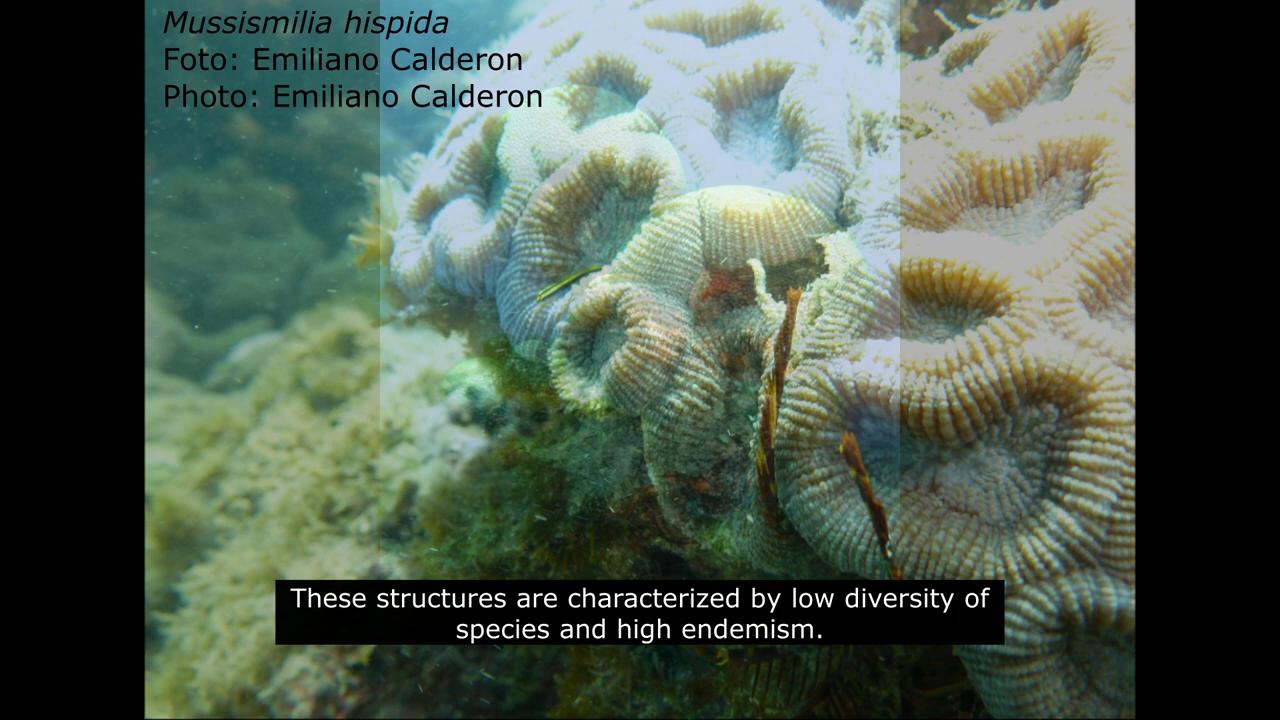 Mussismilia hispida
Foto: Emiliano Calderon
Photo: Emiliano Calderon
These structures are characterized by low diversity of
species and high endemism.